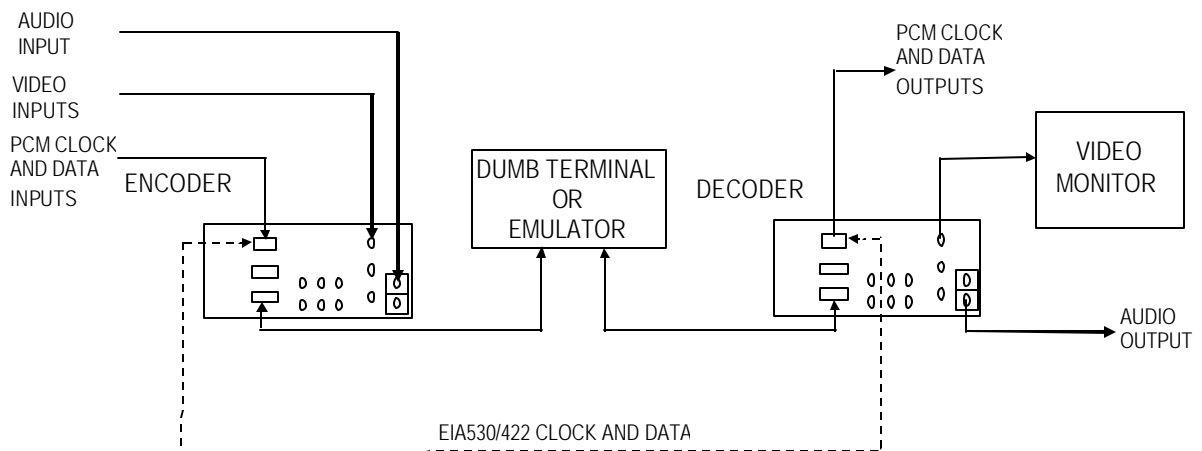 AUDIO
INPUT
VIDEO
INPUTS
PCM CLOCK
AND DATA
INPUTS
ENCODER
DUMB TERMINAL
OR
EMULATOR
DECODER
PCM CLOCK
AND DATA
OUTPUTS
VIDEO
MONITOR
AUDIO
OUTPUT
EIA530/422 CLOCK AND DATA